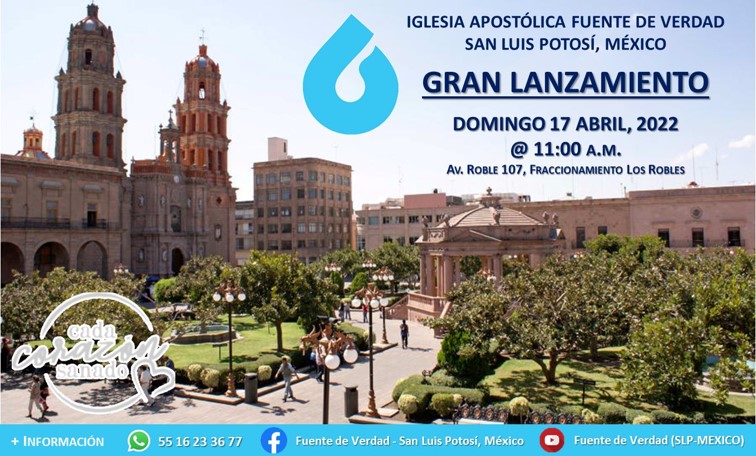 IGLESIA APOSTÓLICA FUENTE DE VERDAD
SAN LUIS POTOSÍ, MÉXICO
GRAN LANZAMIENTO
DOMINGO 17 ABRIL, 2022
@ 11:00 A.M.
AV. ROBLE 107, FRACCIONAMIENTO LOS ROBLES
cada
corazón
sanado
+ INFORMACIÓN
55 16 23 36 77
Fuente de Verdad - San Luis Potosí, México
Fuente de Verdad (SLP-MEXICO)